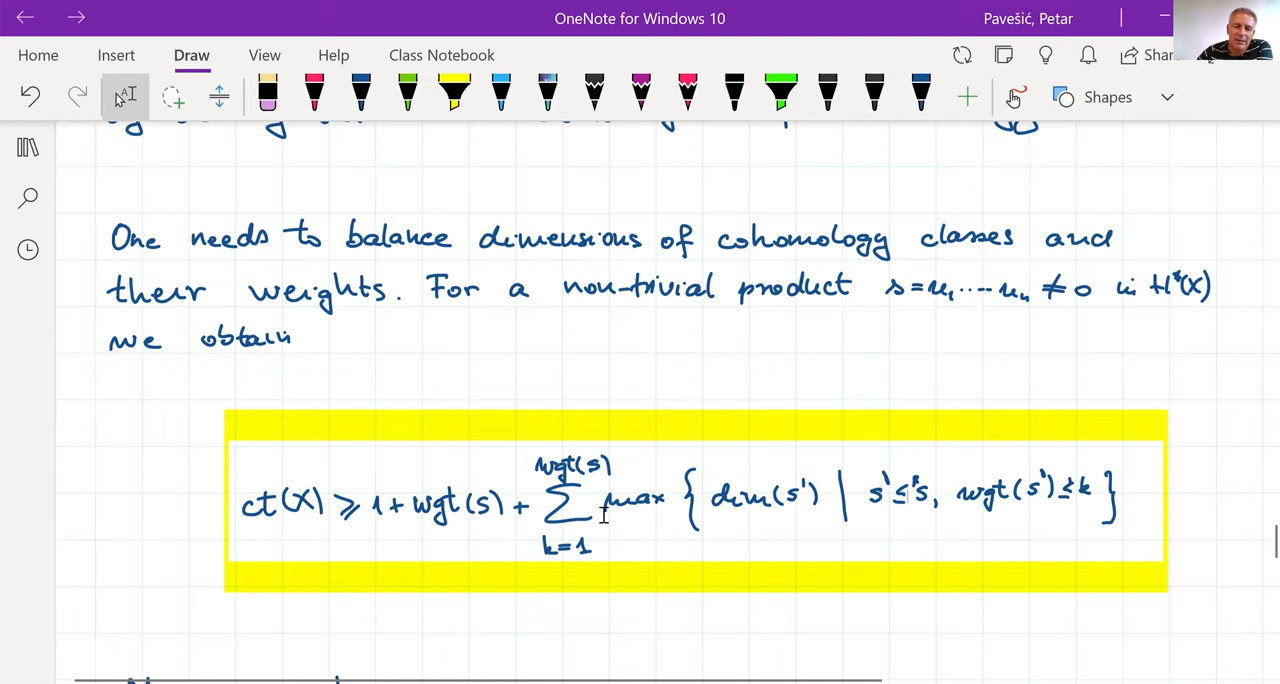 OneNote for Windows 10
Pavešić, Petar
Home Insert Draw View Help Class Notebook
Shar
Shapes
One needs to balance dimensions of cohomology classes and
their weights. For a non-trivial product s=u₁·…·uₙ ≠ 0 in H*(X)
we obtain
ct(X) ≥ 1 + wgt(s) + ∑_{k=1}^{wgt(s)} max { dim(s') | s' ≤* s, wgt(s') ≤ k }